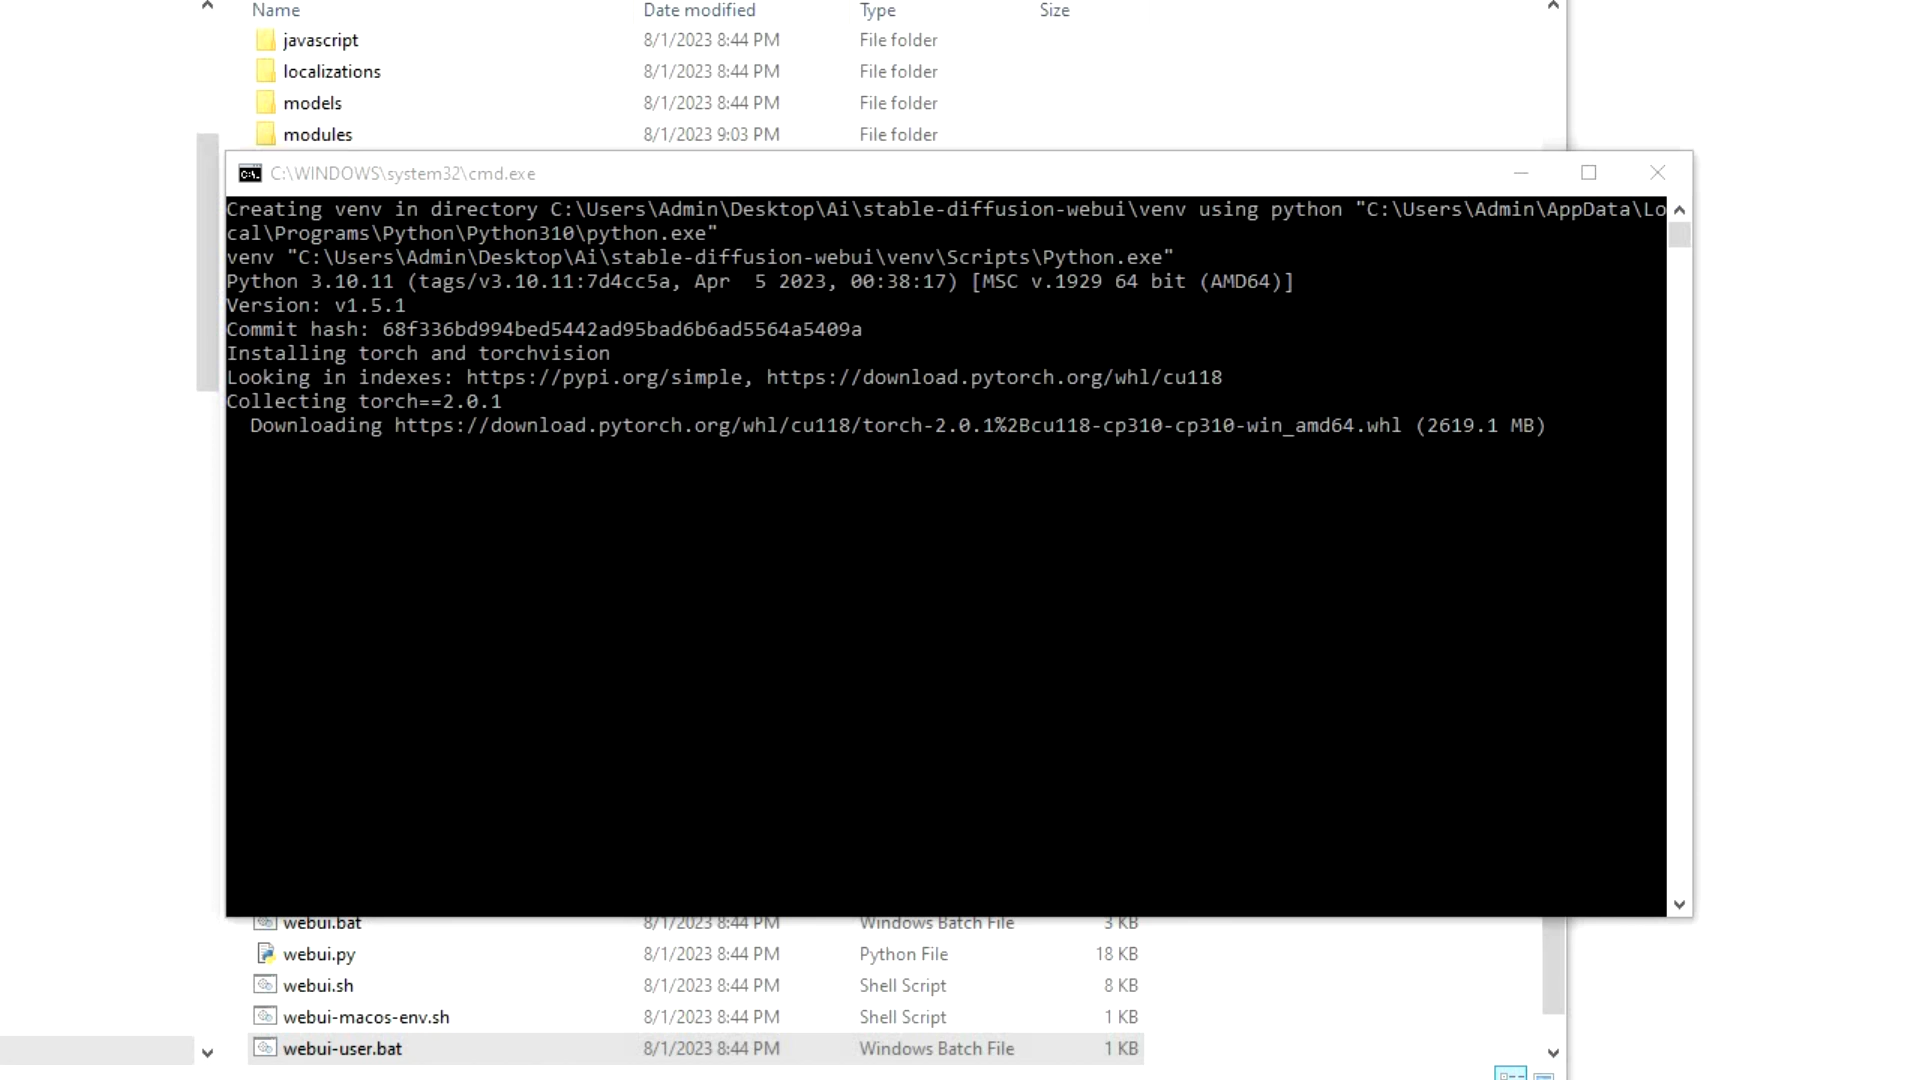 Name Date modified Type Size
javascript 8/1/2023 8:44 PM File folder
localizations 8/1/2023 8:44 PM File folder
models 8/1/2023 8:44 PM File folder
modules 8/1/2023 9:03 PM File folder
C:\WINDOWS\system32\cmd.exe
Creating venv in directory C:\Users\Admin\Desktop\Ai\stable-diffusion-webui\venv using python "C:\Users\Admin\AppData\Lo
cal\Programs\Python\Python310\python.exe"
venv "C:\Users\Admin\Desktop\Ai\stable-diffusion-webui\venv\Scripts\Python.exe"
Python 3.10.11 (tags/v3.10.11:7d4cc5a, Apr  5 2023, 00:38:17) [MSC v.1929 64 bit (AMD64)]
Version: v1.5.1
Commit hash: 68f336bd994bed5442ad95bad6b6ad5564a5409a
Installing torch and torchvision
Looking in indexes: https://pypi.org/simple, https://download.pytorch.org/whl/cu118
Collecting torch==2.0.1
  Downloading https://download.pytorch.org/whl/cu118/torch-2.0.1%2Bcu118-cp310-cp310-win_amd64.whl (2619.1 MB)
webui.bat 8/1/2023 8:44 PM Windows Batch File 3 KB
webui.py 8/1/2023 8:44 PM Python File 18 KB
webui.sh 8/1/2023 8:44 PM Shell Script 8 KB
webui-macos-env.sh 8/1/2023 8:44 PM Shell Script 1 KB
webui-user.bat 8/1/2023 8:44 PM Windows Batch File 1 KB